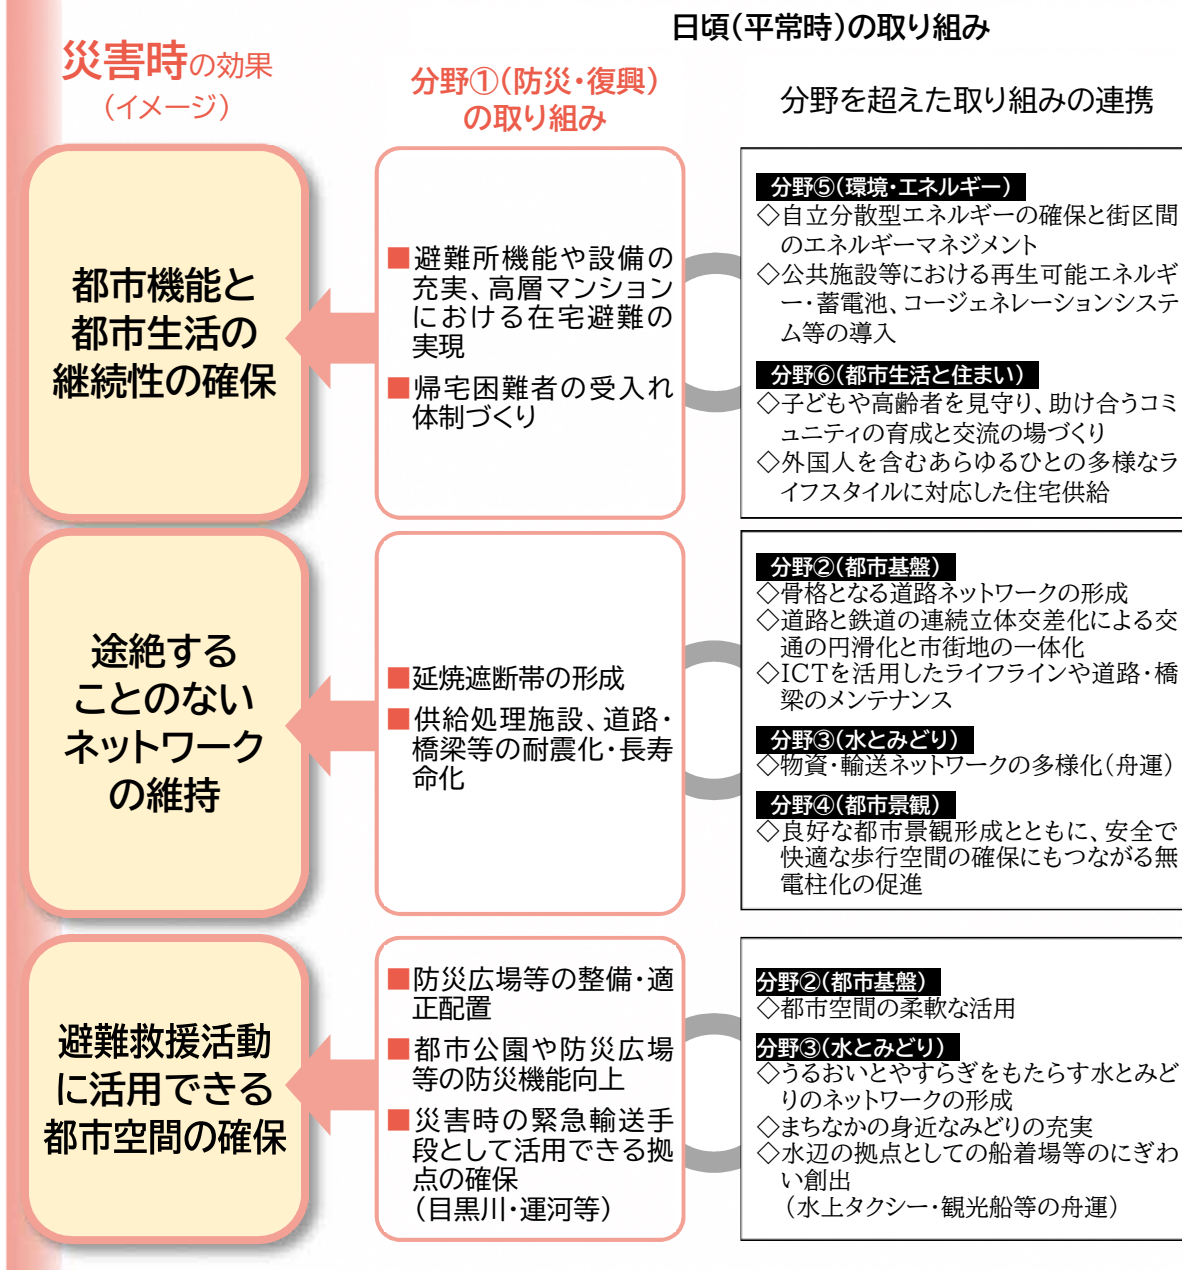 日頃(平常時)の取り組み
災害時の効果
(イメージ)
分野①(防災・復興)
の取り組み
分野を超えた取り組みの連携
都市機能と
都市生活の
継続性の確保
■避難所機能や設備の
充実、高層マンション
における在宅避難の
実現
■帰宅困難者の受入れ
体制づくり
分野⑤(環境・エネルギー)
◇自立分散型エネルギーの確保と街区間
のエネルギーマネジメント
◇公共施設等における再生可能エネルギ
ー・蓄電池、コージェネレーションシステ
ム等の導入
分野⑥(都市生活と住まい)
◇子どもや高齢者を見守り、助け合うコミ
ュニティの育成と交流の場づくり
◇外国人を含むあらゆるひとの多様なラ
イフスタイルに対応した住宅供給
途絶する
ことのない
ネットワーク
の維持
■延焼遮断帯の形成
■供給処理施設、道路・
橋梁等の耐震化・長寿
命化
分野②(都市基盤)
◇骨格となる道路ネットワークの形成
◇道路と鉄道の連続立体交差化による交
通の円滑化と市街地の一体化
◇ICTを活用したライフラインや道路・橋
梁のメンテナンス
分野③(水とみどり)
◇物資・輸送ネットワークの多様化(舟運)
分野④(都市景観)
◇良好な都市景観形成とともに、安全で
快適な歩行空間の確保にもつながる無
電柱化の促進
避難救援活動
に活用できる
都市空間の確保
■防災広場等の整備・適
正配置
■都市公園や防災広場
等の防災機能向上
■災害時の緊急輸送手
段として活用できる拠
点の確保
(目黒川・運河等)
分野②(都市基盤)
◇都市空間の柔軟な活用
分野③(水とみどり)
◇うるおいとやすらぎをもたらす水とみど
りのネットワークの形成
◇まちなかの身近なみどりの充実
◇水辺の拠点としての船着場等のにぎわ
い創出
(水上タクシー・観光船等の舟運)